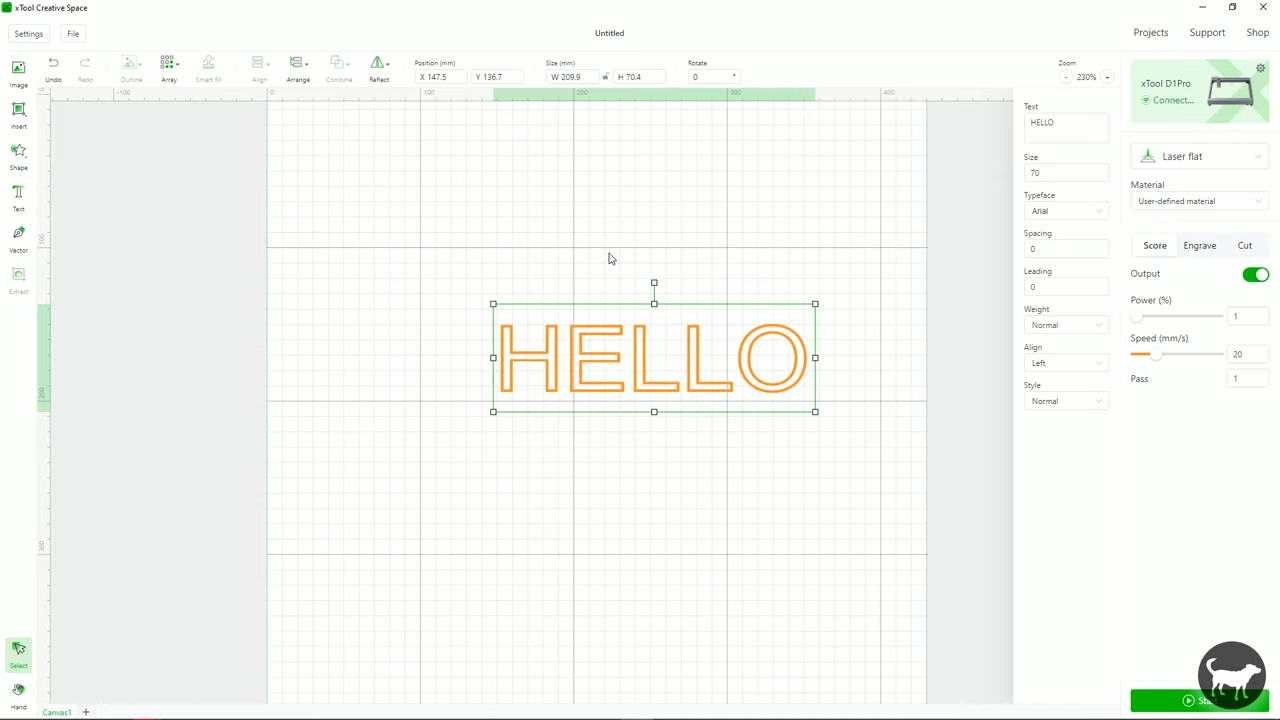 xTool Creative Space
Settings
File
Untitled
Projects
Support
Shop
Undo
Redo
Outline
Array
Smart fill
Align
Arrange
Combine
Reflect
Position (mm)
X 147.5
Y 136.7
Size (mm)
W 209.9
H 70.4
Rotate
0
Zoom
- 230% +
-100
0
100
200
300
400
Image
Insert
Shape
Text
Vector
Extract
100
200
300
HELLO
Text
HELLO
Size
70
Typeface
Arial
Spacing
0
Leading
0
Weight
Normal
Align
Left
Style
Normal
xTool D1Pro
Connect...
Laser flat
Material
User-defined material
Score
Engrave
Cut
Output
Power (%)
1
Speed (mm/s)
20
Pass
1
Select
Hand
Canvas1 +